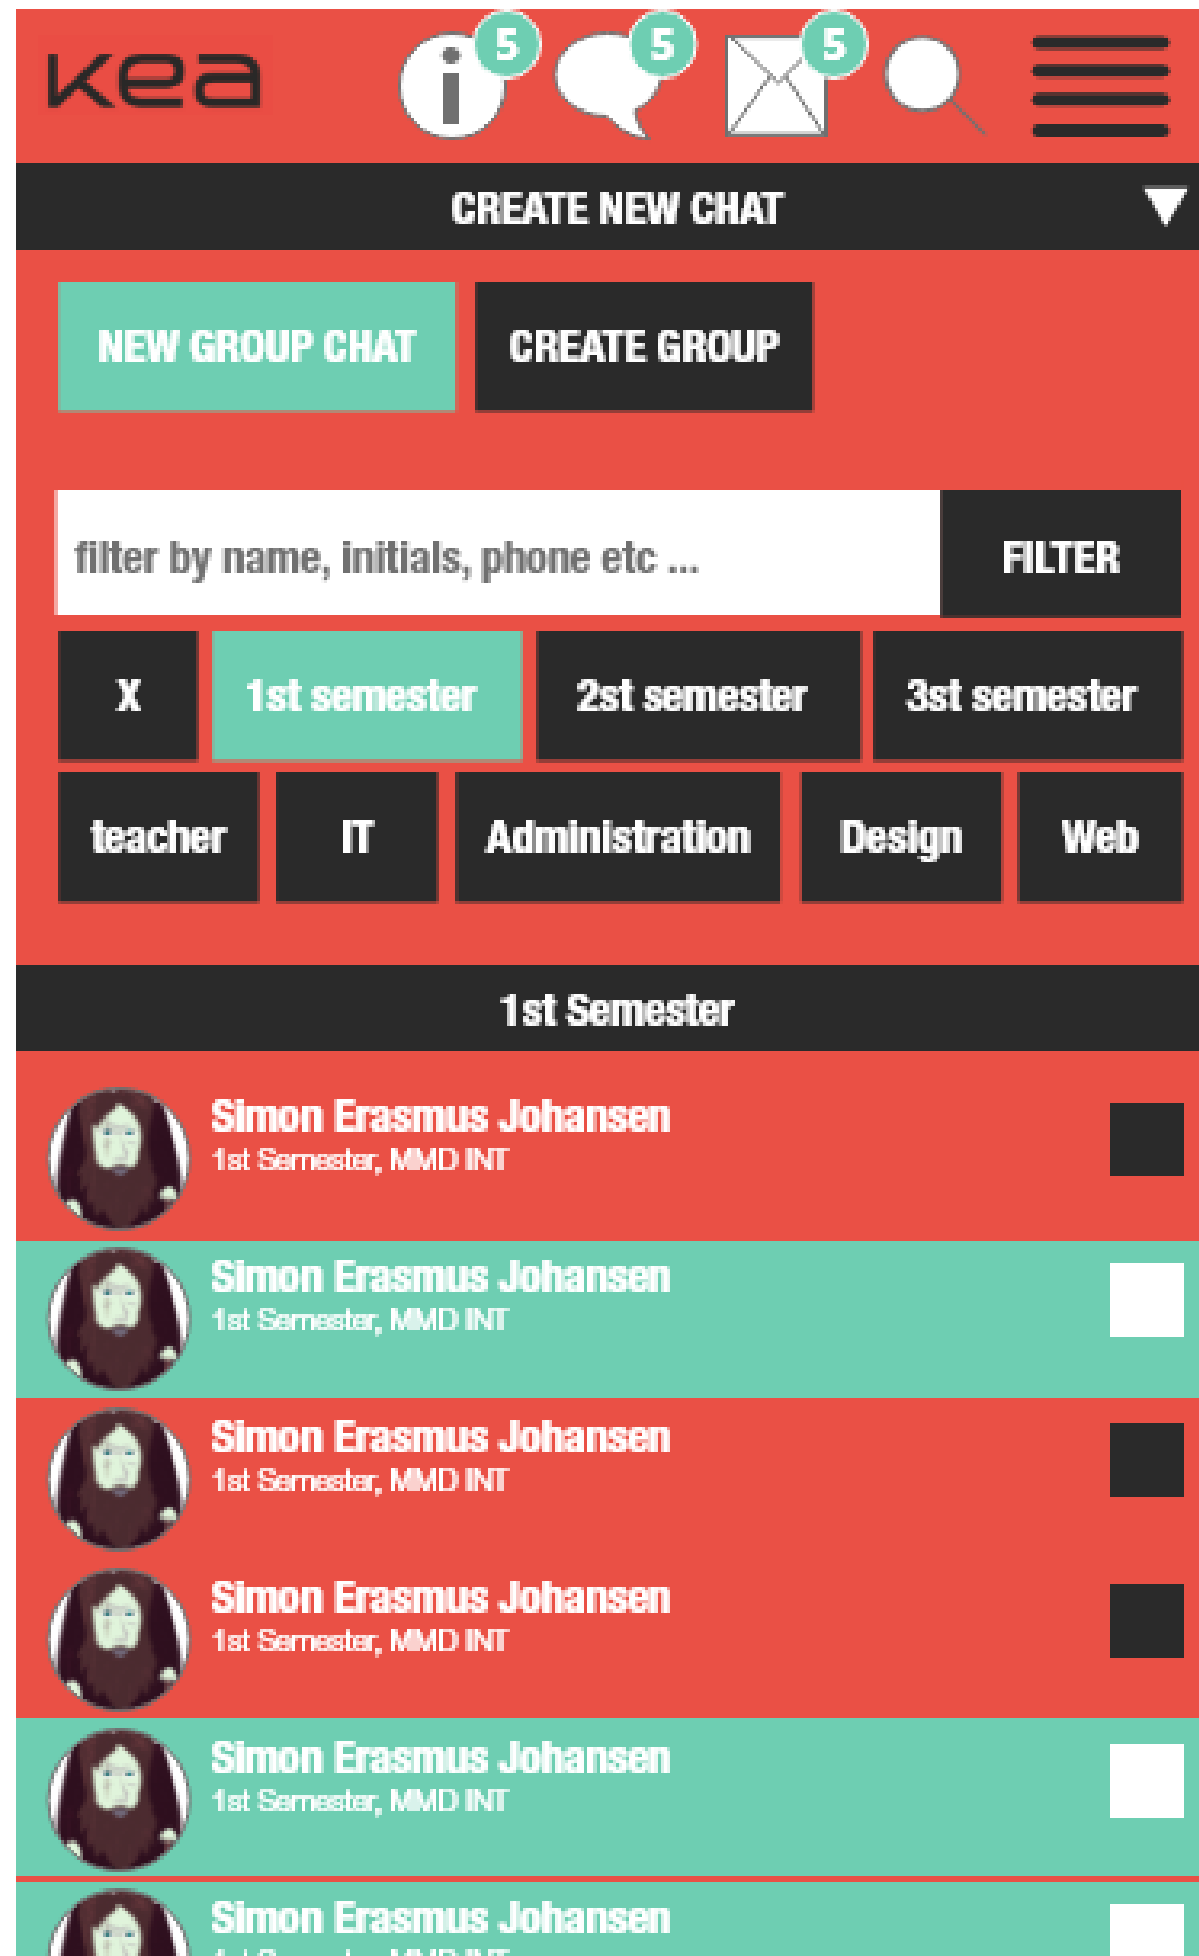 kea
5 5 5
CREATE NEW CHAT
NEW GROUP CHAT CREATE GROUP
filter by name, initials, phone etc ... FILTER
X 1st semester 2st semester 3st semester
teacher IT Administration Design Web
1st Semester
Simon Erasmus Johansen
1st Semester, MMD INT
Simon Erasmus Johansen
1st Semester, MMD INT
Simon Erasmus Johansen
1st Semester, MMD INT
Simon Erasmus Johansen
1st Semester, MMD INT
Simon Erasmus Johansen
1st Semester, MMD INT
Simon Erasmus Johansen